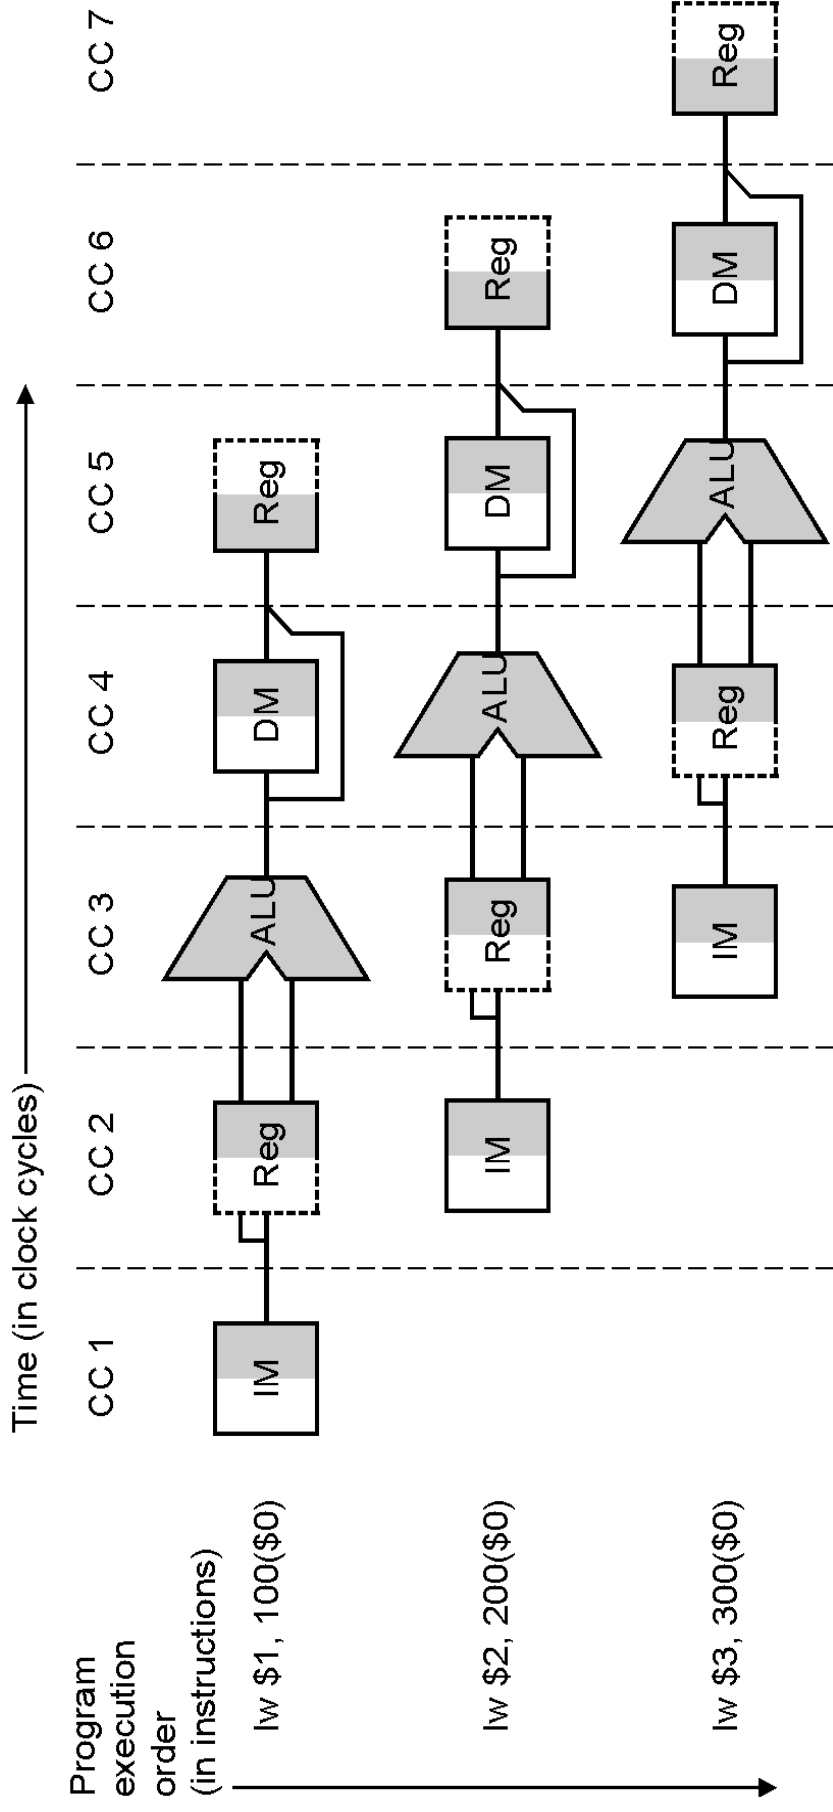 Time (in clock cycles)
Program
execution
order
(in instructions)
CC 1
CC 2
CC 3
CC 4
CC 5
CC 6
CC 7
lw $1, 100($0)
IM
Reg
ALU
DM
Reg
lw $2, 200($0)
IM
Reg
ALU
DM
Reg
lw $3, 300($0)
IM
Reg
ALU
DM
Reg